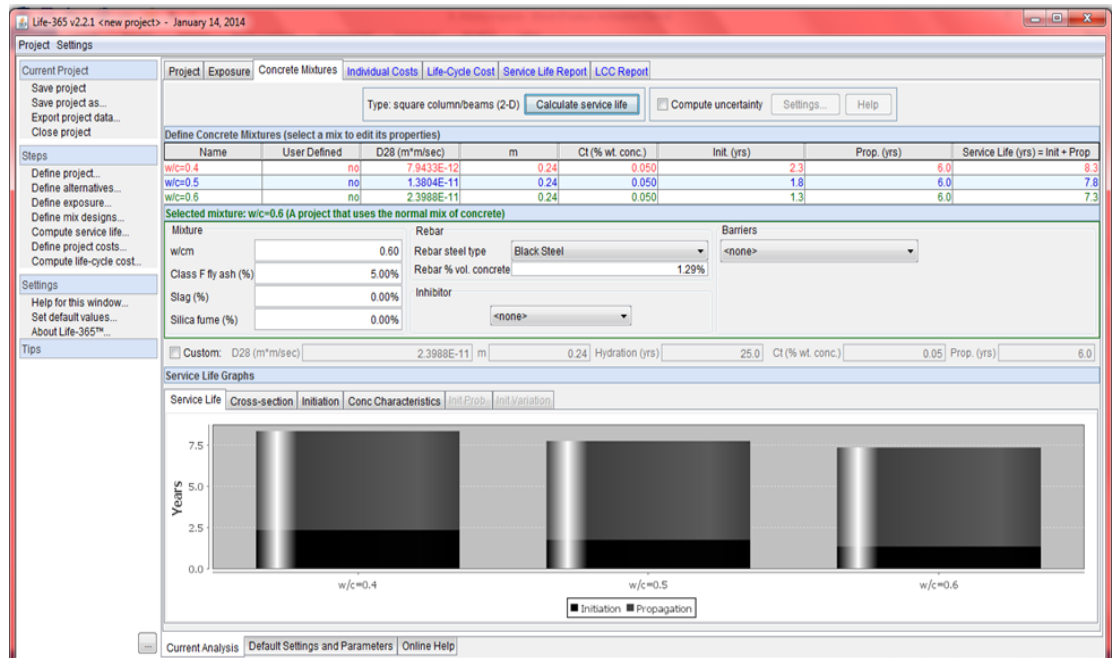 Life-365 v2.2.1 <new project> - January 14, 2014
Project Settings
Current Project
Save project
Save project as...
Export project data...
Close project
Steps
Define project...
Define alternatives...
Define exposure...
Define mix designs...
Compute service life...
Define project costs...
Compute life-cycle cost...
Settings
Help for this window...
Set default values...
About Life-365™...
Tips
...
Project Exposure Concrete Mixtures Individual Costs Life-Cycle Cost Service Life Report LCC Report
Type: square column/beams (2-D) Calculate service life Compute uncertainty Settings... Help
Define Concrete Mixtures (select a mix to edit its properties)
Name User Defined D28 (m*m/sec) m Ct (% wt. conc.) Init. (yrs) Prop. (yrs) Service Life (yrs) = Init + Prop
w/c=0.4 no 7.9433E-12 0.24 0.050 2.3 6.0 8.3
w/c=0.5 no 1.3804E-11 0.24 0.050 1.8 6.0 7.8
w/c=0.6 no 2.3988E-11 0.24 0.050 1.3 6.0 7.3
Selected mixture: w/c=0.6 (A project that uses the normal mix of concrete)
Mixture Rebar Barriers
w/cm 0.60 Rebar steel type Black Steel <none>
Class F fly ash (%) 5.00% Rebar % vol. concrete 1.29%
Slag (%) 0.00% Inhibitor
Silica fume (%) 0.00% <none>
Custom: D28 (m*m/sec) 2.3988E-11 m 0.24 Hydration (yrs) 25.0 Ct (% wt. conc.) 0.05 Prop. (yrs) 6.0
Service Life Graphs
Service Life Cross-section Initiation Conc Characteristics Init Prob. Init Variation
Years
7.5
5.0
2.5
0.0
w/c=0.4 w/c=0.5 w/c=0.6
Initiation Propagation
Current Analysis Default Settings and Parameters Online Help